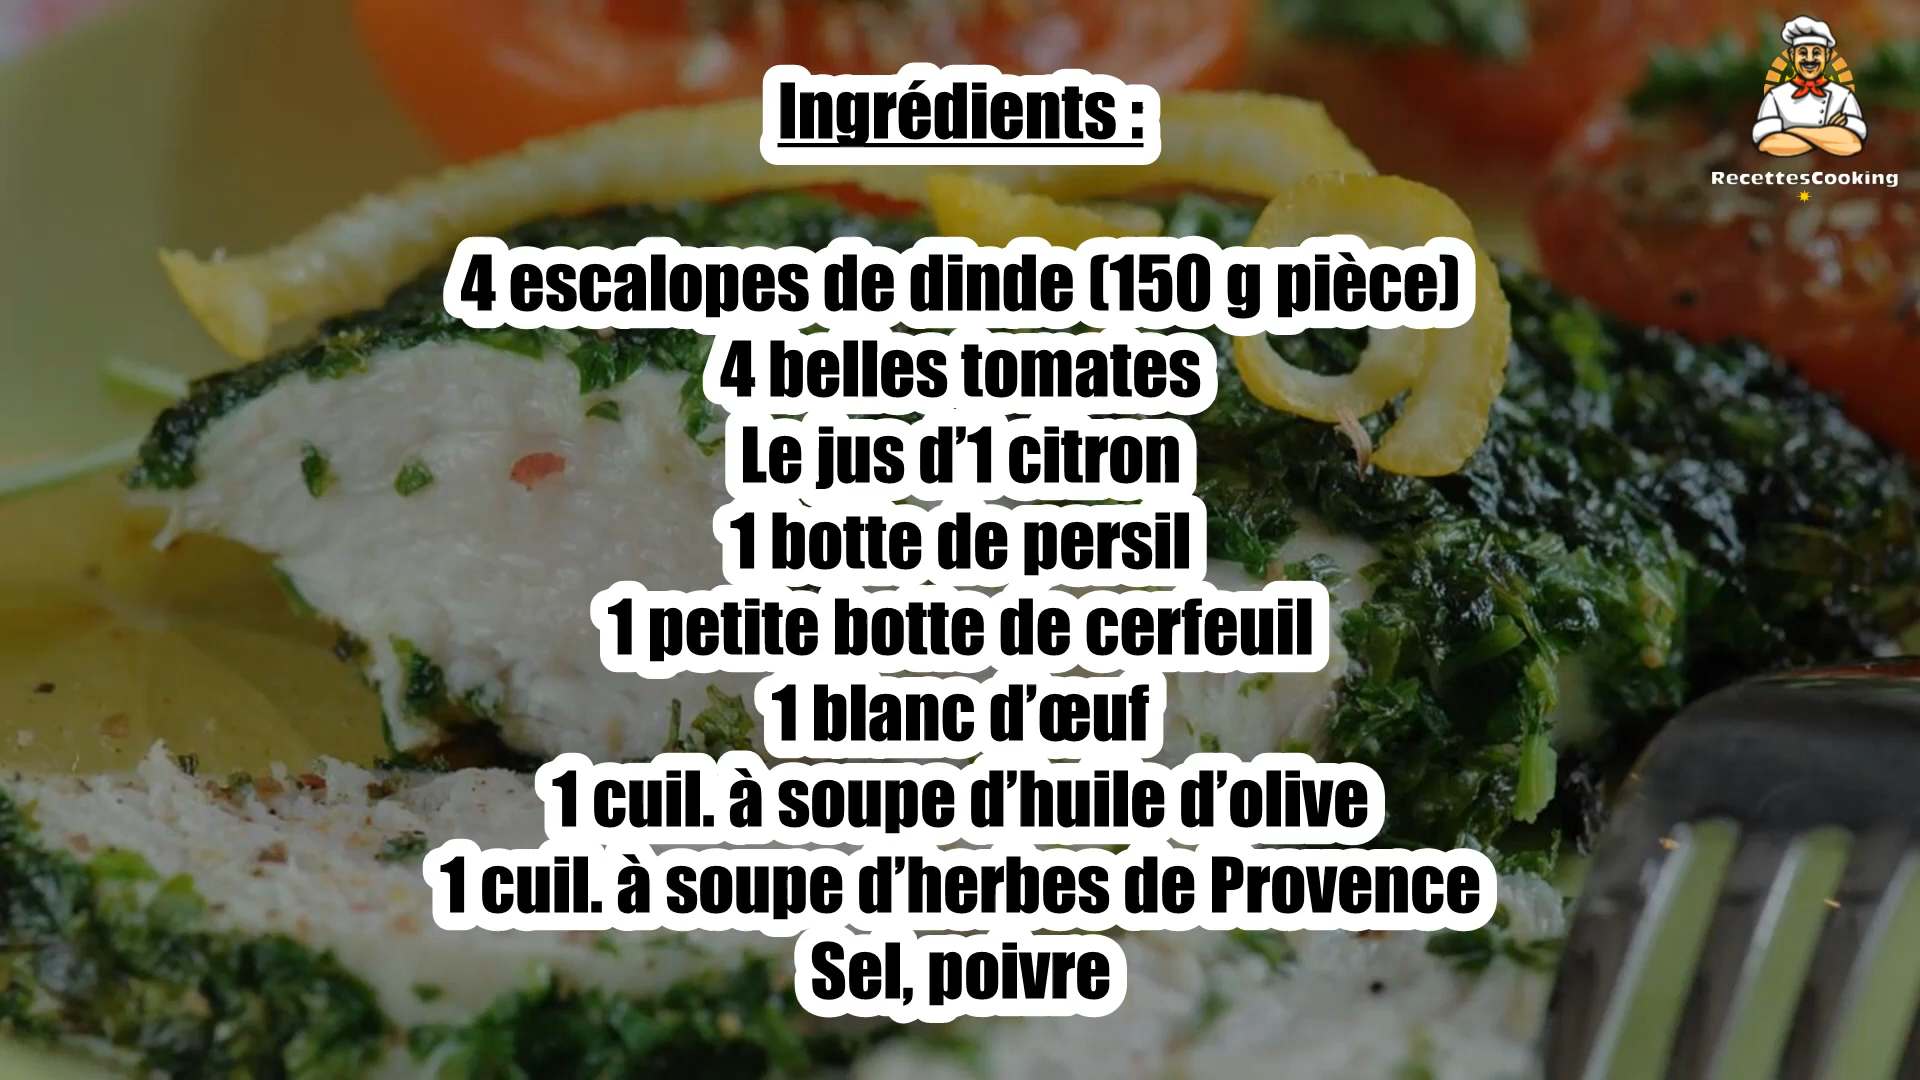 Ingrédients :
RecettesCooking
4 escalopes de dinde (150 g pièce)
4 belles tomates
Le jus d’1 citron
1 botte de persil
1 petite botte de cerfeuil
1 blanc d’œuf
1 cuil. à soupe d’huile d’olive
1 cuil. à soupe d’herbes de Provence
Sel, poivre